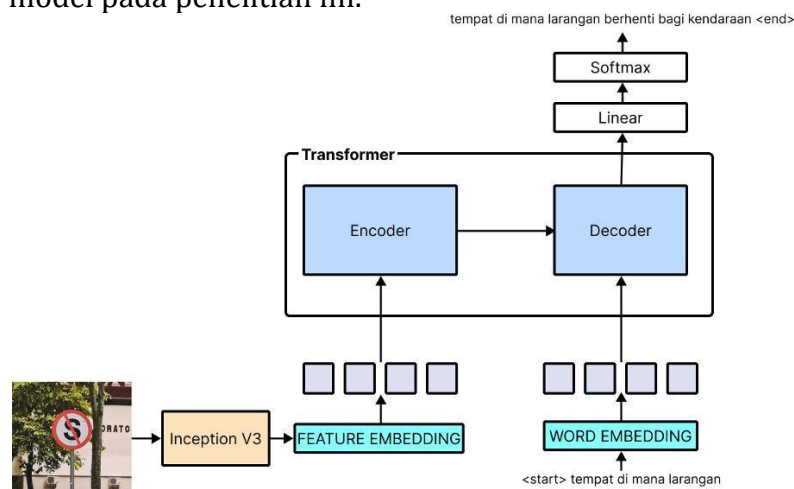 model pada penelitian ini.
tempat di mana larangan berhenti bagi kendaraan <end>
Softmax
Linear
Transformer
Encoder
Decoder
S
ORATO
Inception V3
FEATURE EMBEDDING
WORD EMBEDDING
<start> tempat di mana larangan